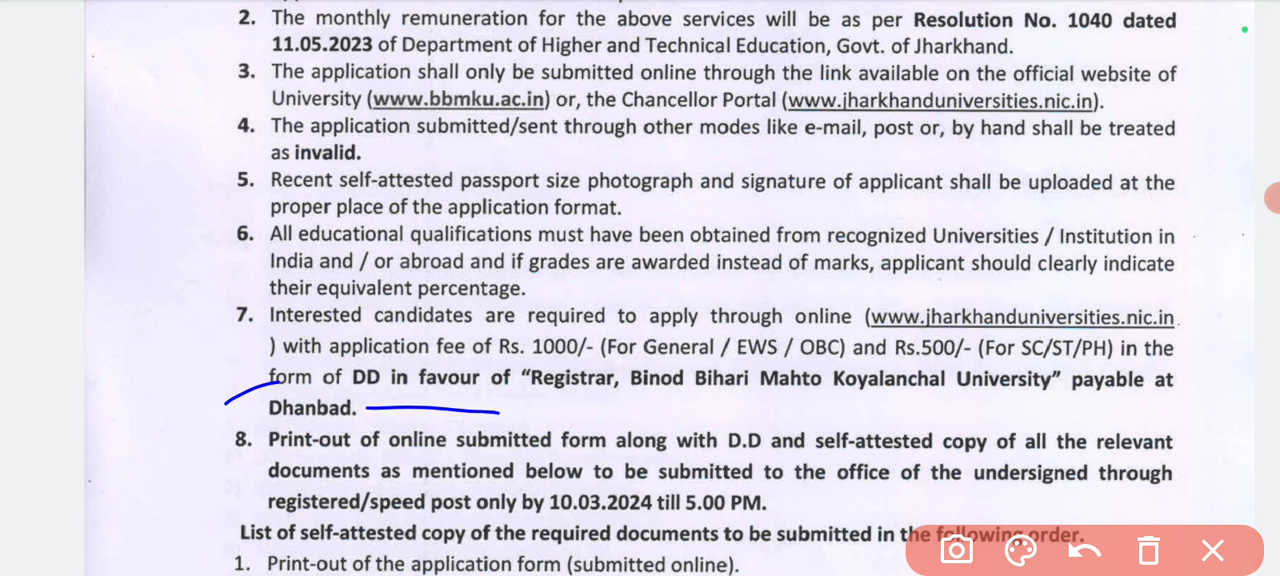 2. The monthly remuneration for the above services will be as per Resolution No. 1040 dated
11.05.2023 of Department of Higher and Technical Education, Govt. of Jharkhand.
3. The application shall only be submitted online through the link available on the official website of
University (www.bbmku.ac.in) or, the Chancellor Portal (www.jharkhanduniversities.nic.in).
4. The application submitted/sent through other modes like e-mail, post or, by hand shall be treated
as invalid.
5. Recent self-attested passport size photograph and signature of applicant shall be uploaded at the
proper place of the application format.
6. All educational qualifications must have been obtained from recognized Universities / Institution in
India and / or abroad and if grades are awarded instead of marks, applicant should clearly indicate
their equivalent percentage.
7. Interested candidates are required to apply through online (www.jharkhanduniversities.nic.in
) with application fee of Rs. 1000/- (For General / EWS / OBC) and Rs.500/- (For SC/ST/PH) in the
form of DD in favour of “Registrar, Binod Bihari Mahto Koyalanchal University” payable at
Dhanbad.
8. Print-out of online submitted form along with D.D and self-attested copy of all the relevant
documents as mentioned below to be submitted to the office of the undersigned through
registered/speed post only by 10.03.2024 till 5.00 PM.
List of self-attested copy of the required documents to be submitted in the following order.
1. Print-out of the application form (submitted online).